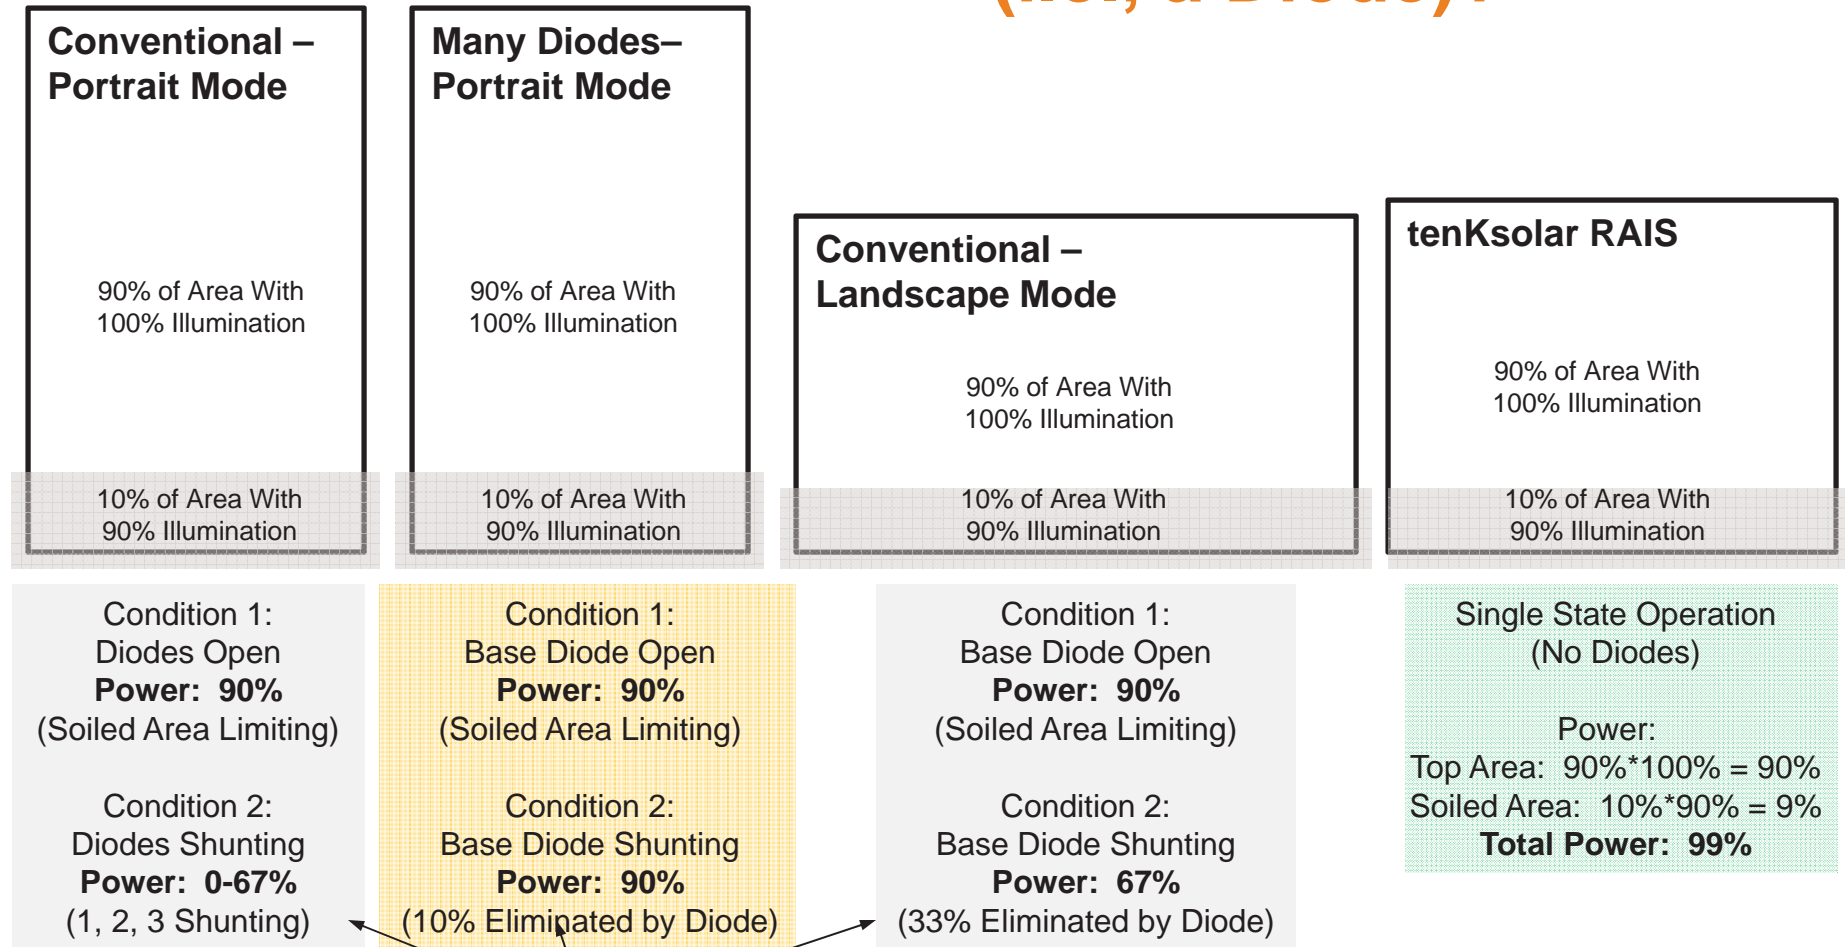 Conventional –
Portrait Mode
90% of Area With
100% Illumination
10% of Area With
90% Illumination
Many Diodes–
Portrait Mode
90% of Area With
100% Illumination
10% of Area With
90% Illumination
Conventional –
Landscape Mode
90% of Area With
100% Illumination
10% of Area With
90% Illumination
tenKsolar RAIS
90% of Area With
100% Illumination
10% of Area With
90% Illumination
Condition 1:
Diodes Open
Power: 90%
(Soiled Area Limiting)
Condition 2:
Diodes Shunting
Power: 0-67%
(1, 2, 3 Shunting)
Condition 1:
Base Diode Open
Power: 90%
(Soiled Area Limiting)
Condition 2:
Base Diode Shunting
Power: 90%
(10% Eliminated by Diode)
Condition 1:
Base Diode Open
Power: 90%
(Soiled Area Limiting)
Condition 2:
Base Diode Shunting
Power: 67%
(33% Eliminated by Diode)
Single State Operation
(No Diodes)
Power:
Top Area: 90%*100% = 90%
Soiled Area: 10%*90% = 9%
Total Power: 99%